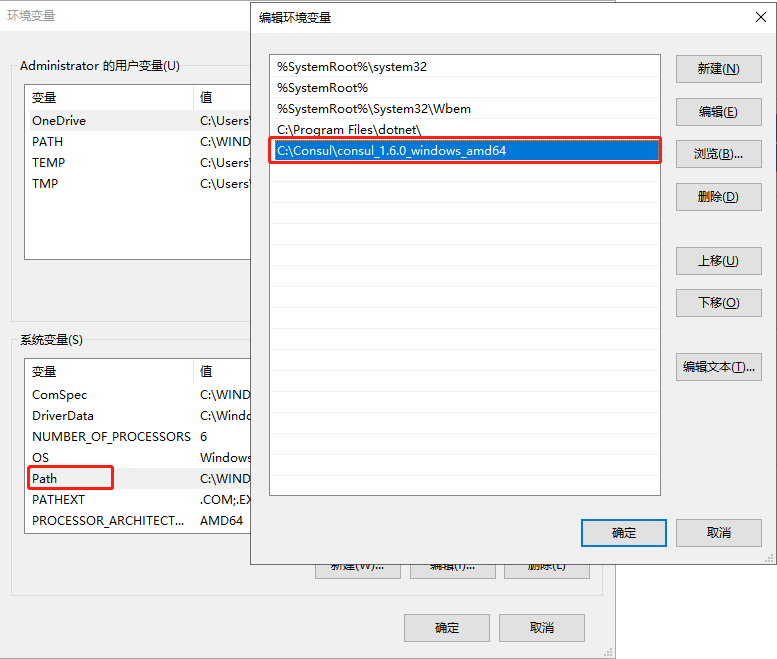 环境变量
编辑环境变量
Administrator 的用户变量(U)
变量 值
OneDrive C:\Users\
PATH C:\WIND
TEMP C:\Users\
TMP C:\Users\
系统变量(S)
变量 值
ComSpec C:\WIND
DriverData C:\Windo
NUMBER_OF_PROCESSORS 6
OS Windows
Path C:\WIND
PATHEXT .COM;.EX
PROCESSOR_ARCHITECT... AMD64
新建(W)... 编辑(I)... 删除(L)
确定 取消
%SystemRoot%\system32
%SystemRoot%
%SystemRoot%\System32\Wbem
C:\Program Files\dotnet\
C:\Consul\consul_1.6.0_windows_amd64
新建(N)
编辑(E)
浏览(B)...
删除(D)
上移(U)
下移(O)
编辑文本(T)...
确定 取消